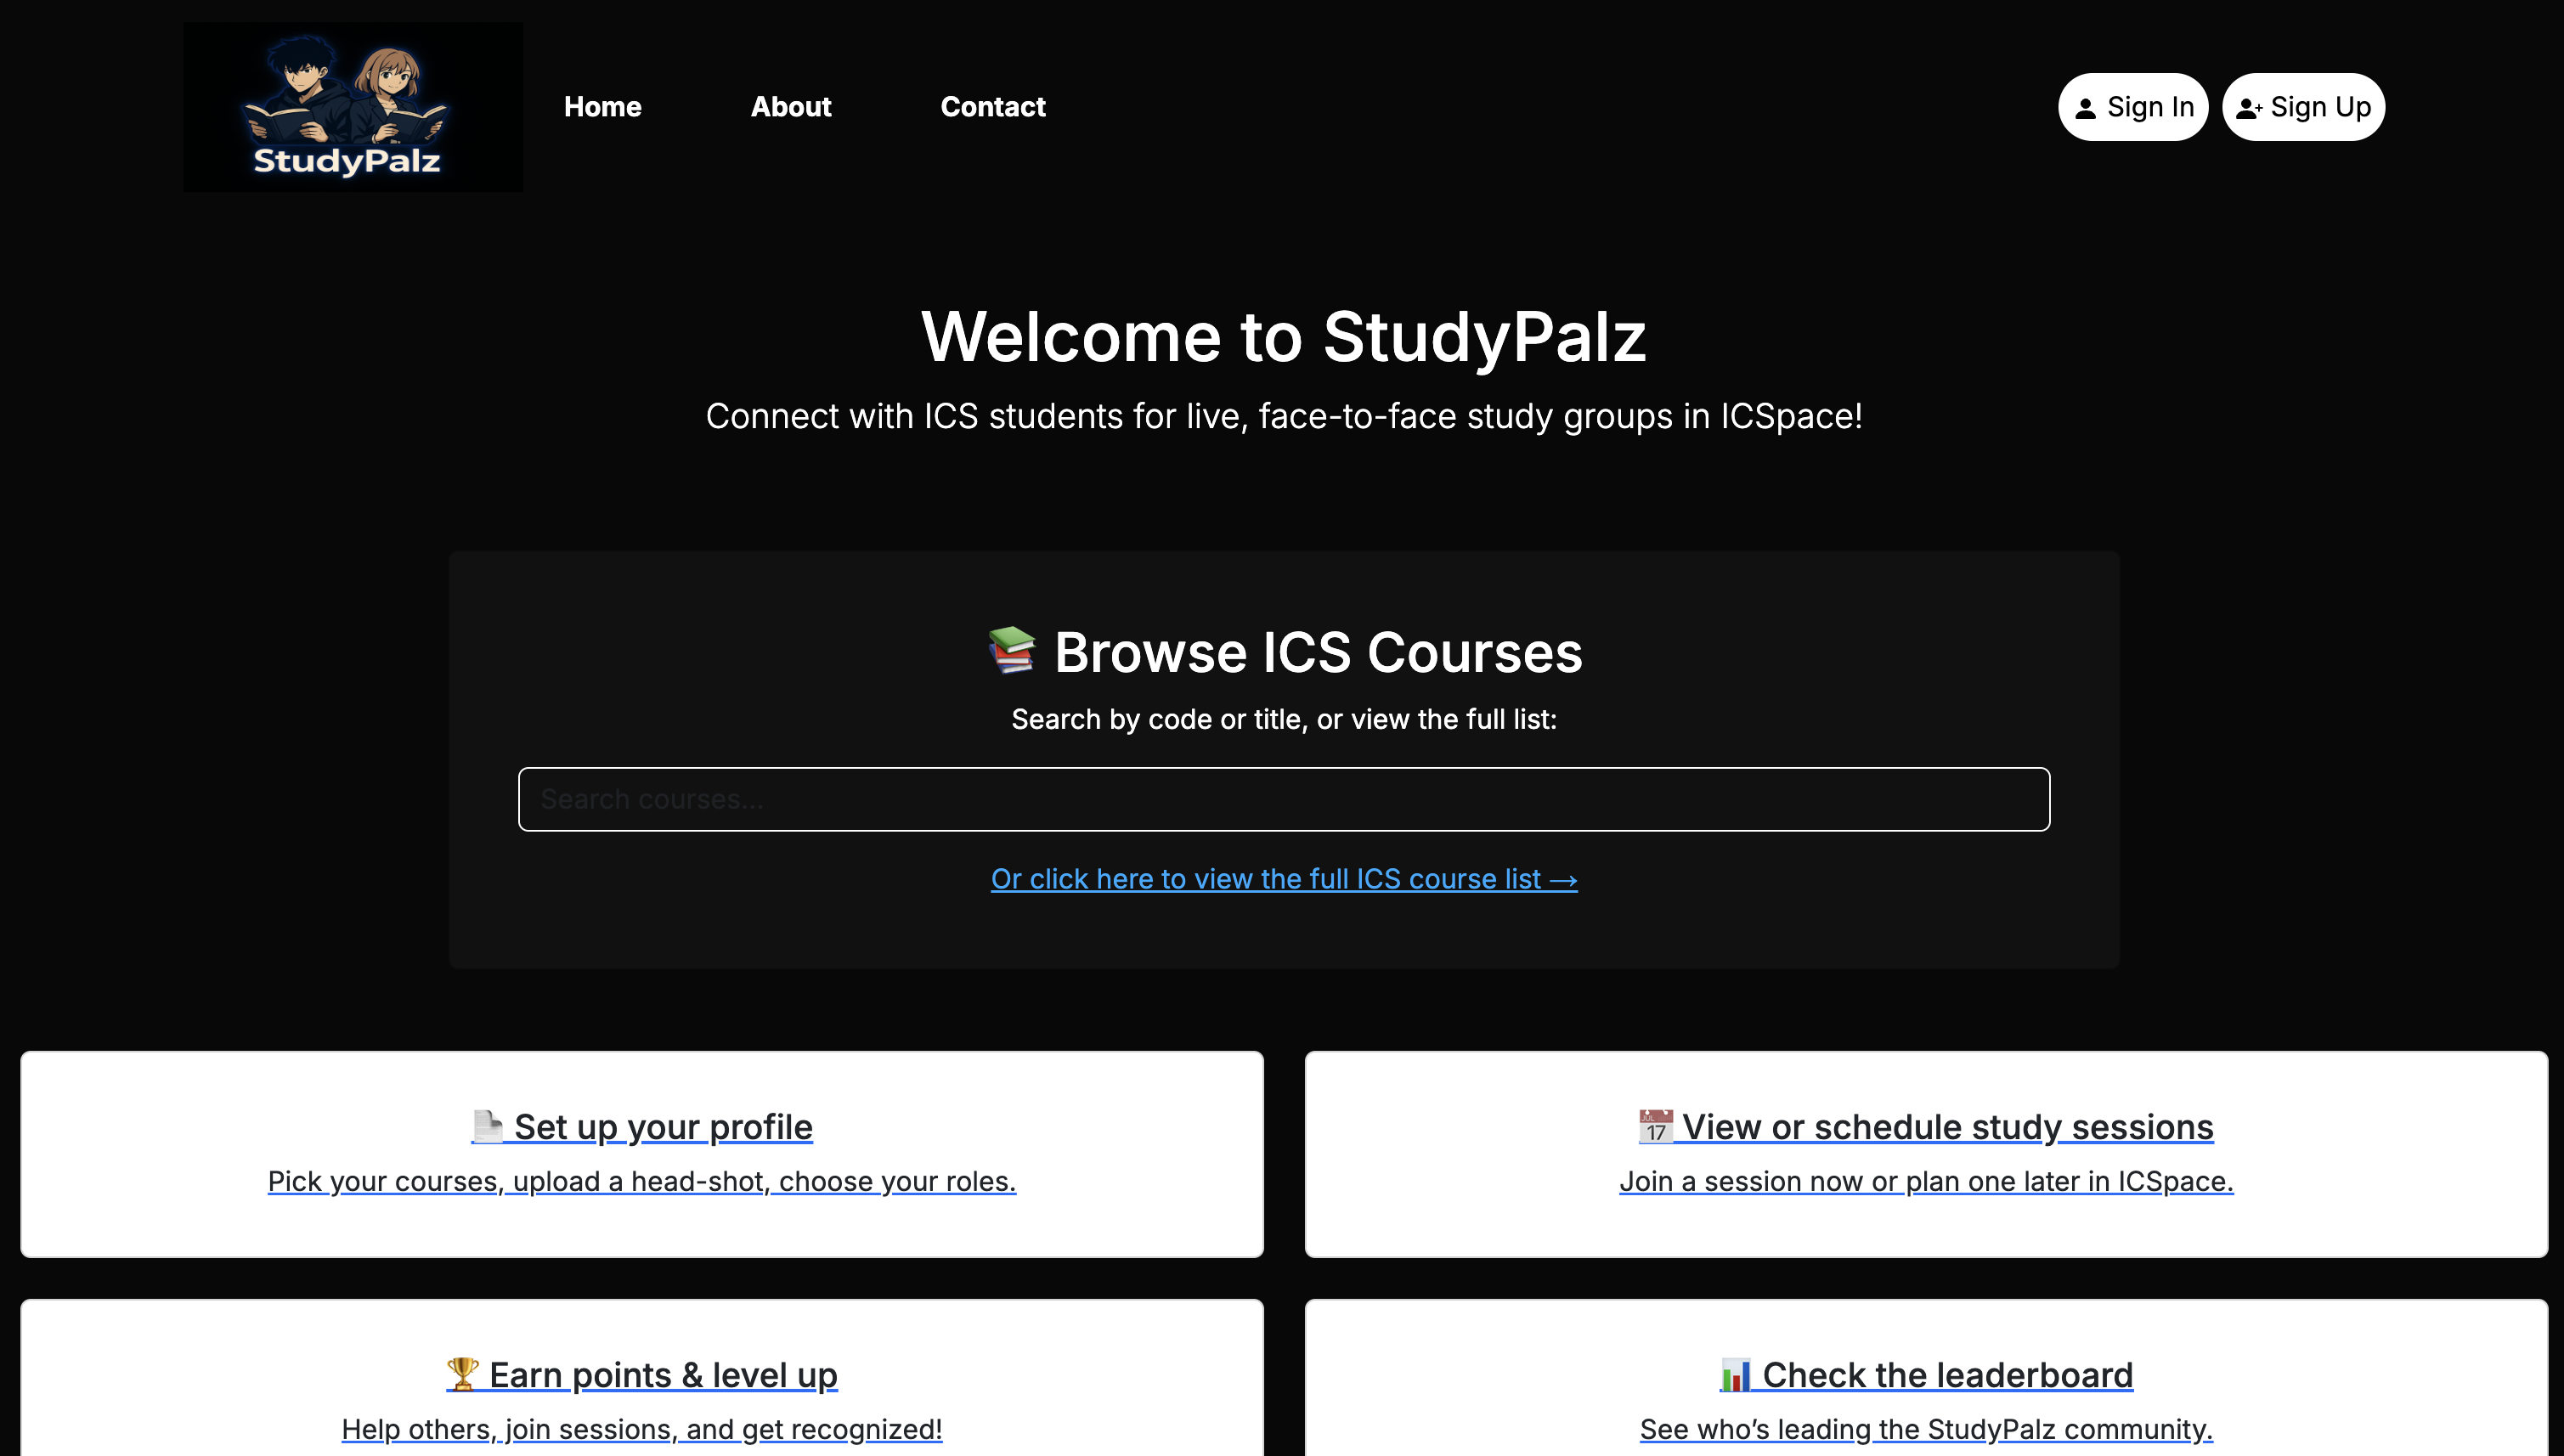 StudyPalz
Home
About
Contact
Sign In
Sign Up
Welcome to StudyPalz
Connect with ICS students for live, face-to-face study groups in ICSpace!
📚 Browse ICS Courses
Search by code or title, or view the full list:
Search courses...
Or click here to view the full ICS course list →
📄 Set up your profile
Pick your courses, upload a head-shot, choose your roles.
📅 View or schedule study sessions
Join a session now or plan one later in ICSpace.
🏆 Earn points & level up
Help others, join sessions, and get recognized!
📊 Check the leaderboard
See who’s leading the StudyPalz community.